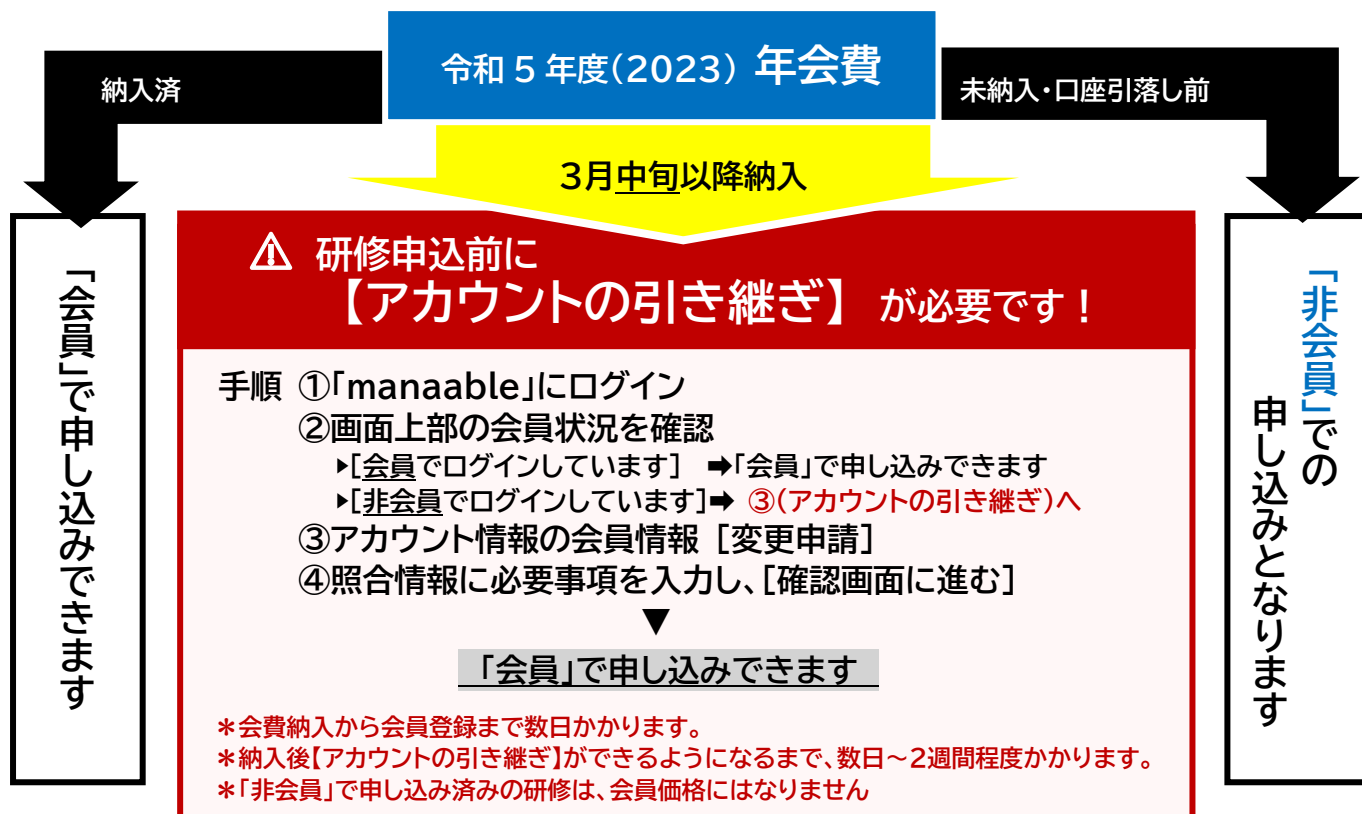 令和５年度（2023） 年会費
納入済
未納入・口座引落し前
３月中旬以降納入
「会員」で申し込みできます
⚠ 研修申込前に
【アカウントの引き継ぎ】 が必要です！
手順 ①「manaable」にログイン
②画面上部の会員状況を確認
▶[会員でログインしています] ➡「会員」で申し込みできます
▶[非会員でログインしています]➡ ③(アカウントの引き継ぎ)へ
③アカウント情報の会員情報 [変更申請]
④照合情報に必要事項を入力し、[確認画面に進む]
▼
「会員」で申し込みできます
＊会費納入から会員登録まで数日かかります。
＊納入後【アカウントの引き継ぎ】ができるようになるまで、数日～2週間程度かかります。
＊「非会員」で申し込み済みの研修は、会員価格にはなりません
「非会員」での
申し込みとなります